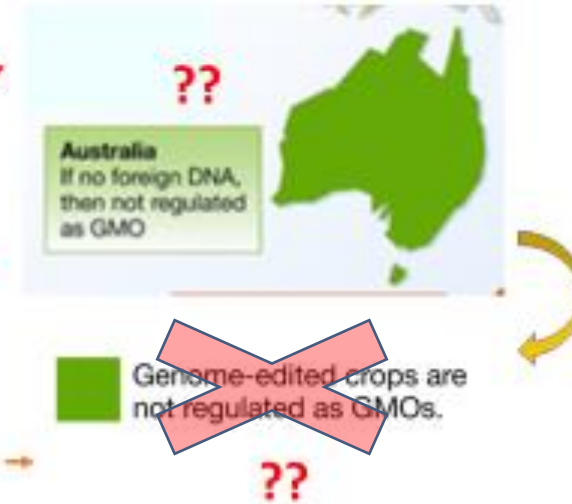 ??
Australia
If no foreign DNA,
then not regulated
as GMO
Genome-edited crops are
not regulated as GMOs.
??